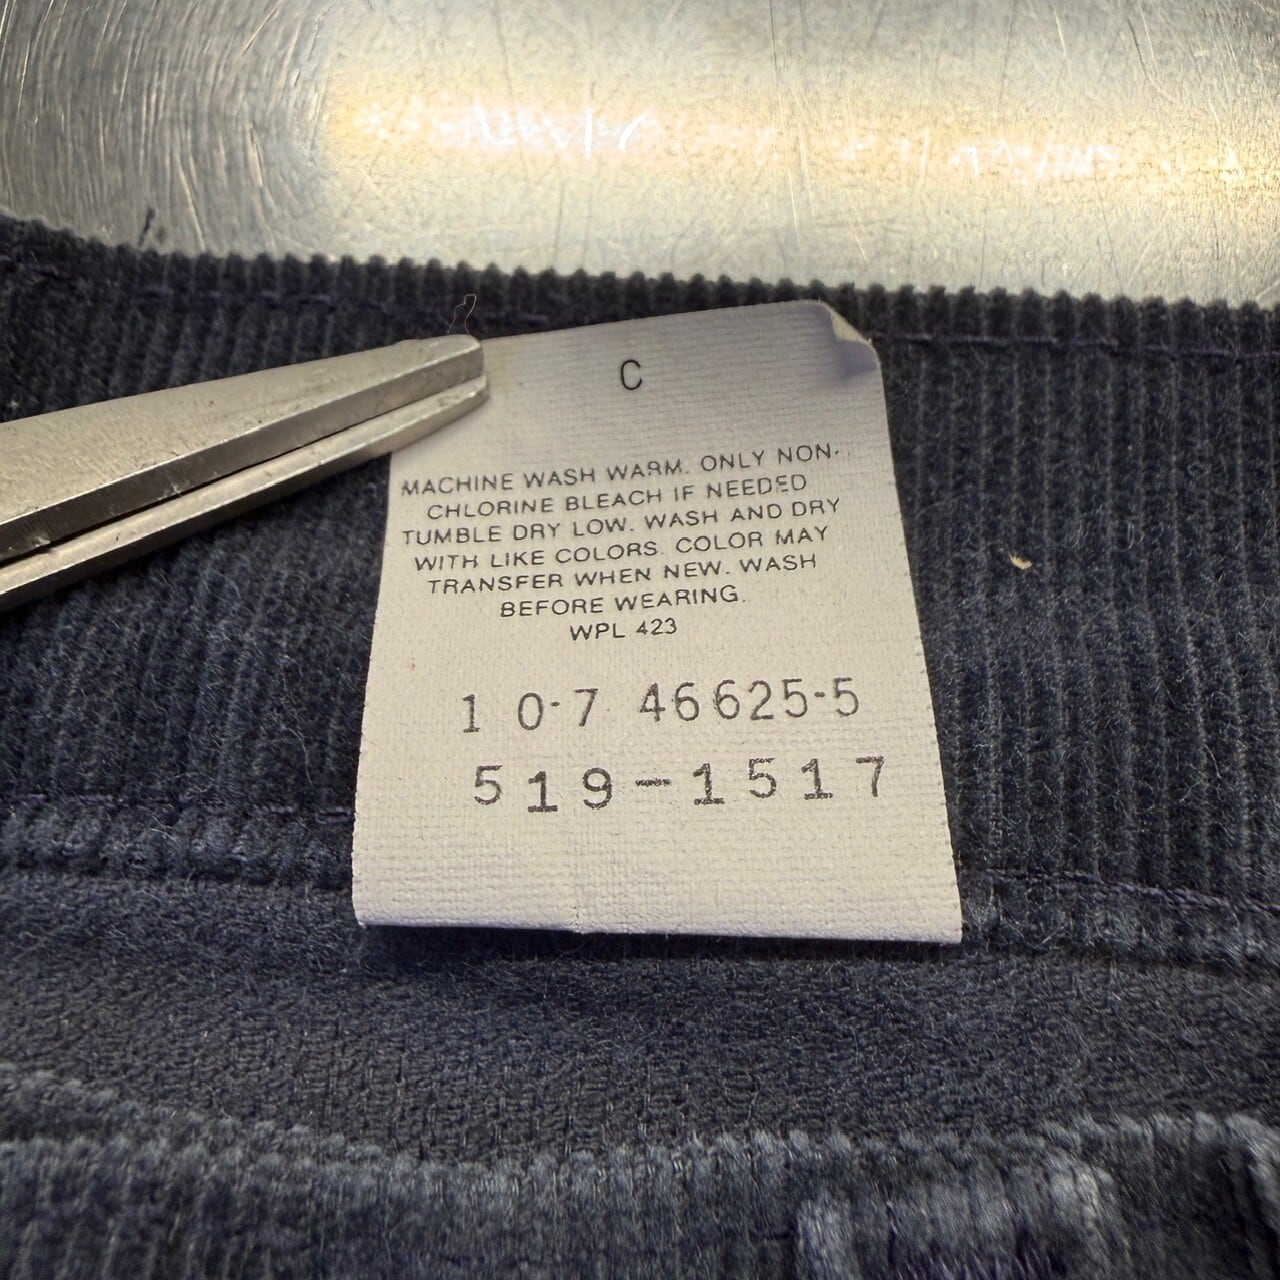 C
MACHINE WASH WARM. ONLY NON-
CHLORINE BLEACH IF NEEDED
TUMBLE DRY LOW. WASH AND DRY
WITH LIKE COLORS. COLOR MAY
TRANSFER WHEN NEW. WASH
BEFORE WEARING.
WPL 423
1 0-7 46625-5
519-1517